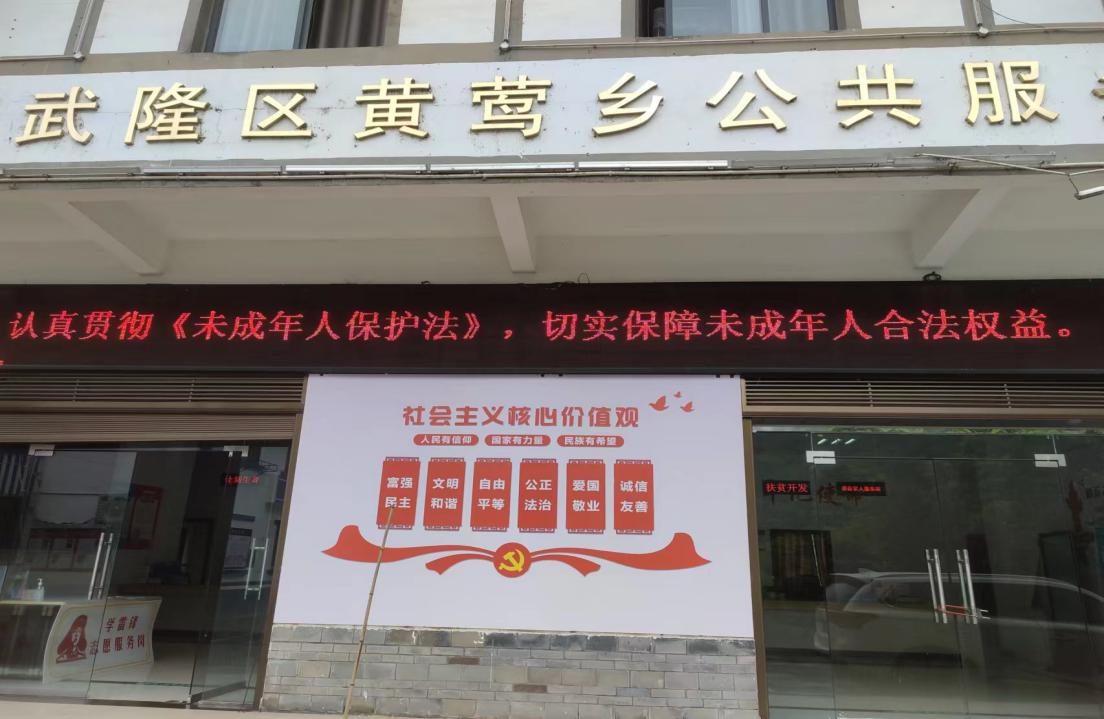 武隆区黄莺乡公共服
认真贯彻《未成年人保护法》，切实保障未成年人合法权益。
社会主义核心价值观
人民有信仰 国家有力量 民族有希望
富强 文明 自由 公正 爱国 诚信
民主 和谐 平等 法治 敬业 友善
扶贫开发
学雷锋
志愿服务岗